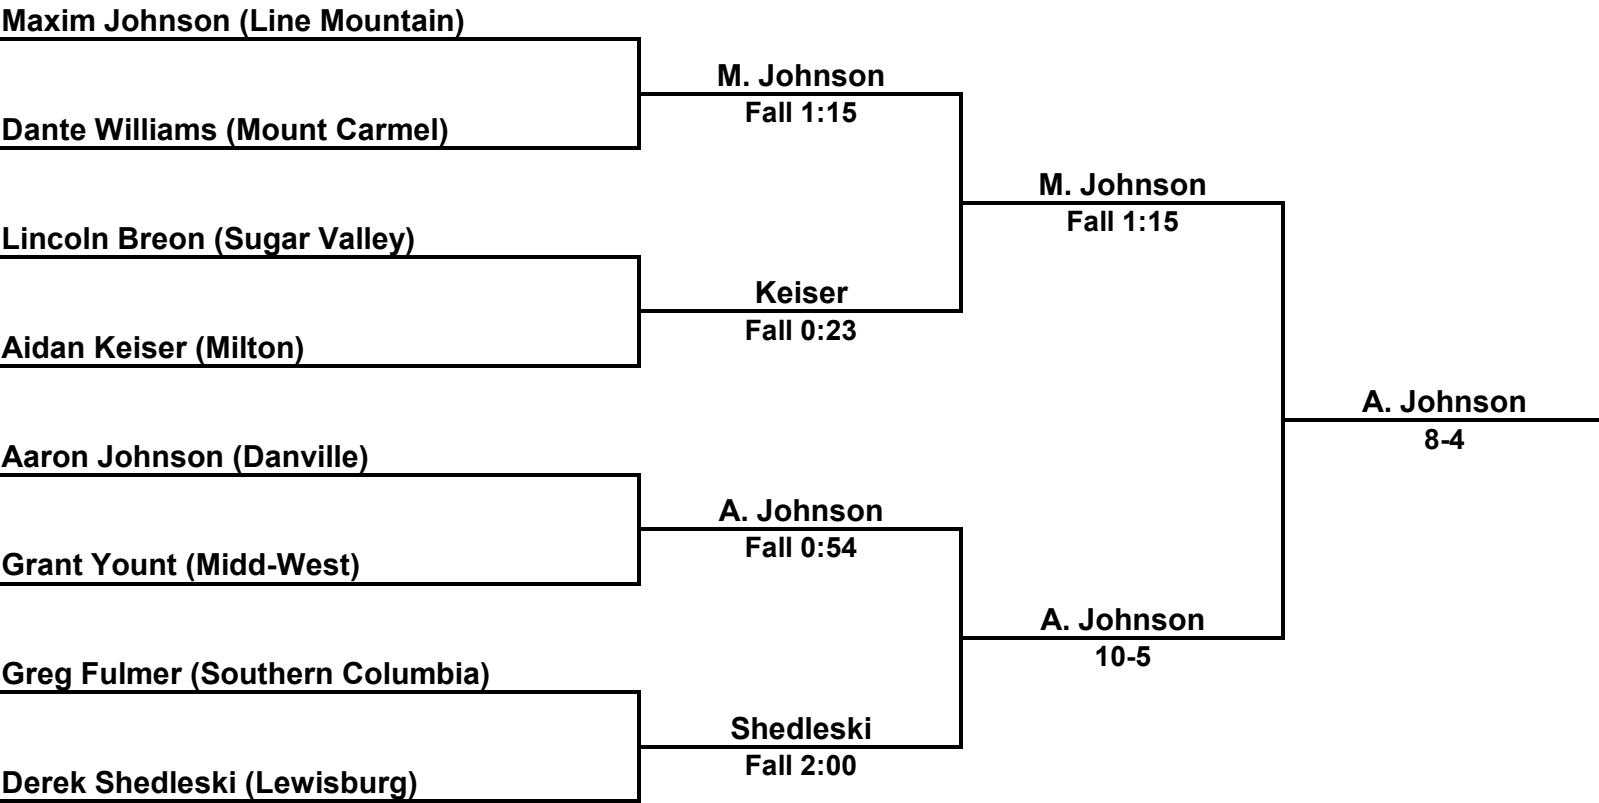 Maxim Johnson (Line Mountain)
M. Johnson
Fall 1:15
Dante Williams (Mount Carmel)
M. Johnson
Fall 1:15
Lincoln Breon (Sugar Valley)
Keiser
Fall 0:23
Aidan Keiser (Milton)
A. Johnson
8-4
Aaron Johnson (Danville)
A. Johnson
Fall 0:54
Grant Yount (Midd-West)
A. Johnson
10-5
Greg Fulmer (Southern Columbia)
Shedleski
Fall 2:00
Derek Shedleski (Lewisburg)